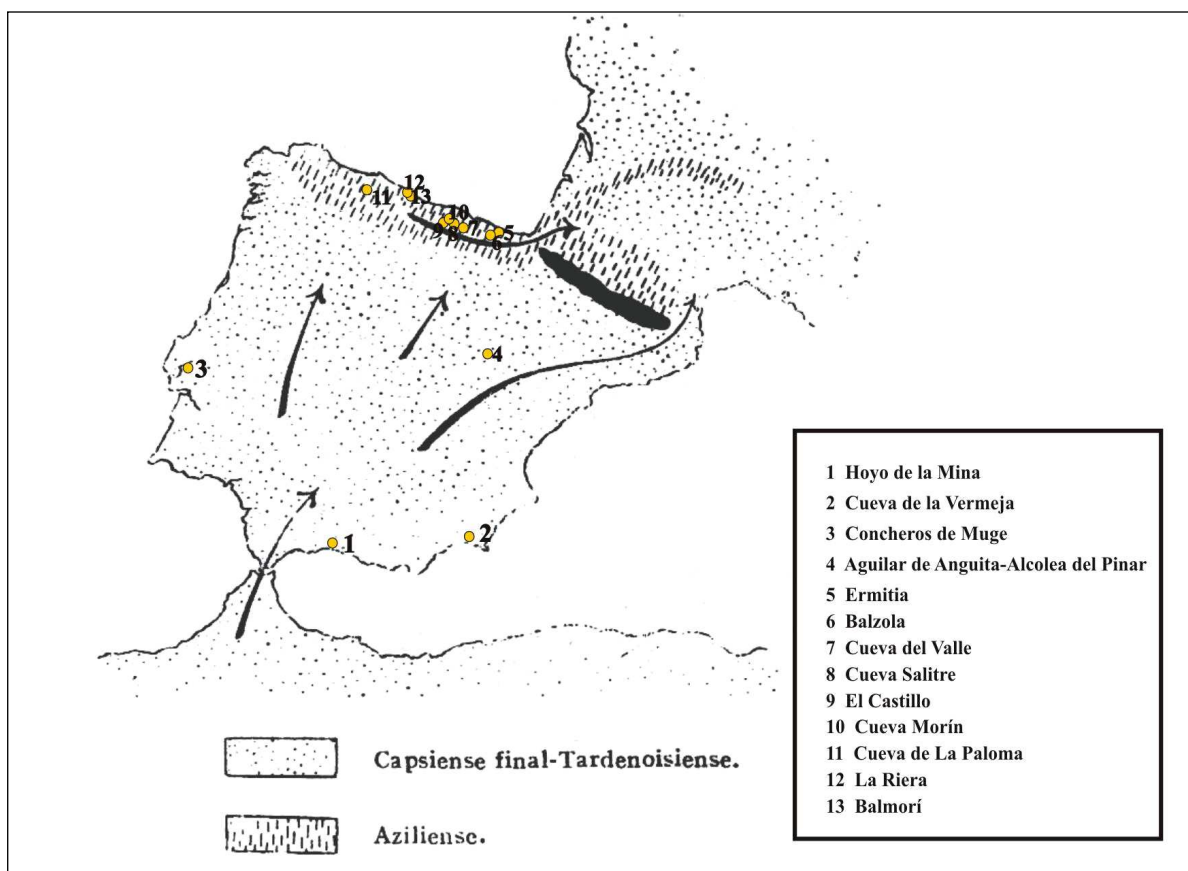 12
13
11
10
9
8
7
5
6
3
4
1
2
1 Hoyo de la Mina
2 Cueva de la Vermeja
3 Concheros de Muge
4 Aguilar de Anguita-Alcolea del Pinar
5 Ermitia
6 Balzola
7 Cueva del Valle
8 Cueva Salitre
9 El Castillo
10 Cueva Morín
11 Cueva de La Paloma
12 La Riera
13 Balmorí
Capsiense final-Tardenoisiense.
Aziliense.